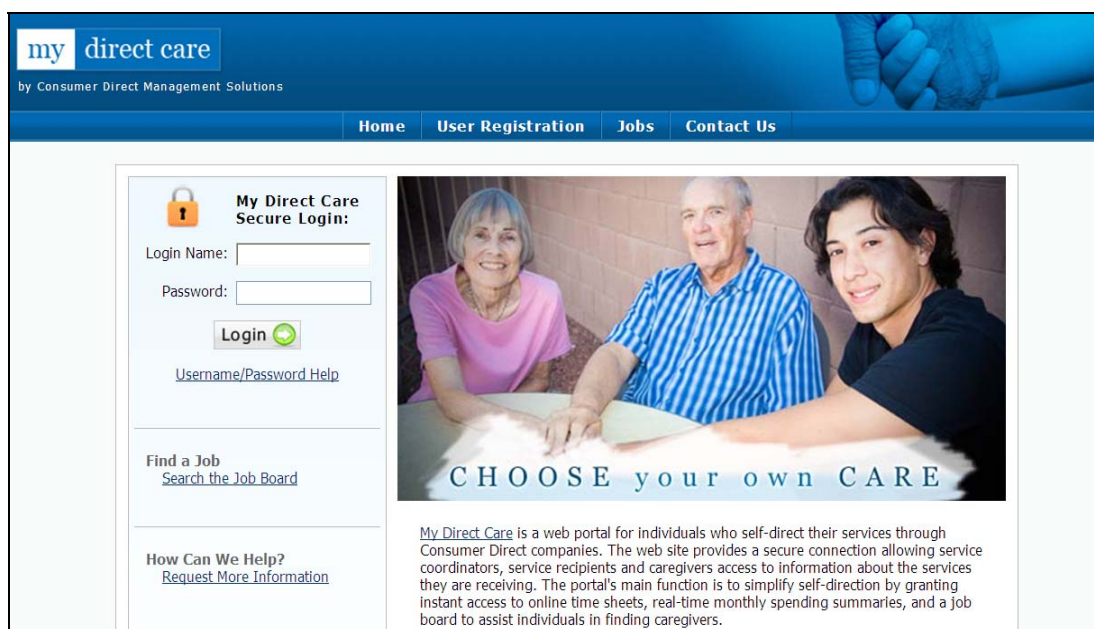 my direct care
by Consumer Direct Management Solutions
Home User Registration Jobs Contact Us
My Direct Care
Secure Login:
Login Name:
Password:
Login
Username/Password Help
Find a Job
Search the Job Board
How Can We Help?
Request More Information
CHOOSE your own CARE
My Direct Care is a web portal for individuals who self-direct their services through
Consumer Direct companies. The web site provides a secure connection allowing service
coordinators, service recipients and caregivers access to information about the services
they are receiving. The portal's main function is to simplify self-direction by granting
instant access to online time sheets, real-time monthly spending summaries, and a job
board to assist individuals in finding caregivers.